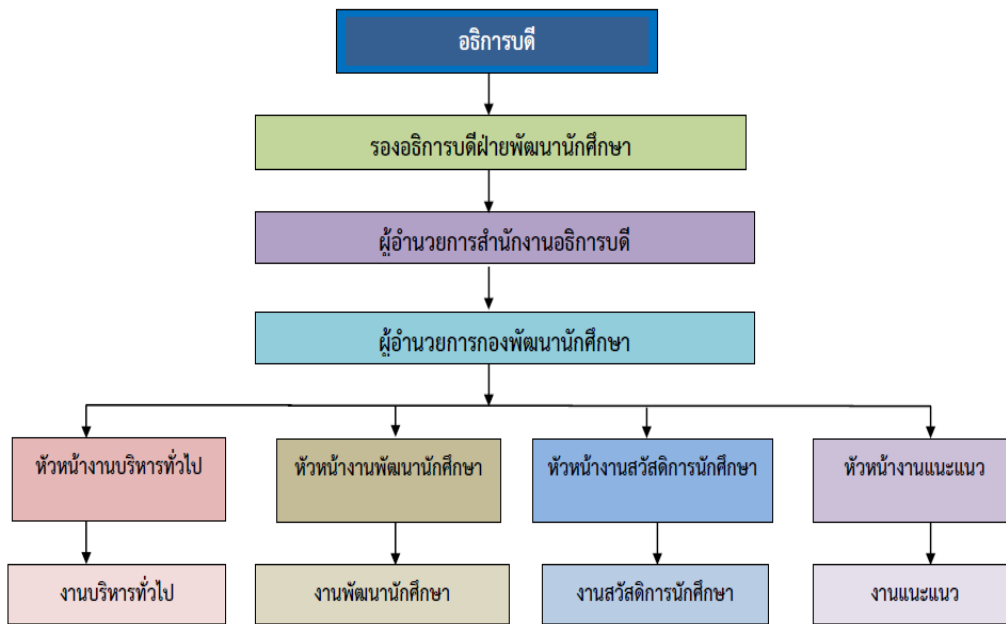 อธิการบดี
รองอธิการบดีฝ่ายพัฒนานักศึกษา
ผู้อำนวยการสำนักงานอธิการบดี
ผู้อำนวยการกองพัฒนานักศึกษา
หัวหน้างานบริหารทั่วไป
หัวหน้างานพัฒนานักศึกษา
หัวหน้างานสวัสดิการนักศึกษา
หัวหน้างานแนะแนว
งานบริหารทั่วไป
งานพัฒนานักศึกษา
งานสวัสดิการนักศึกษา
งานแนะแนว